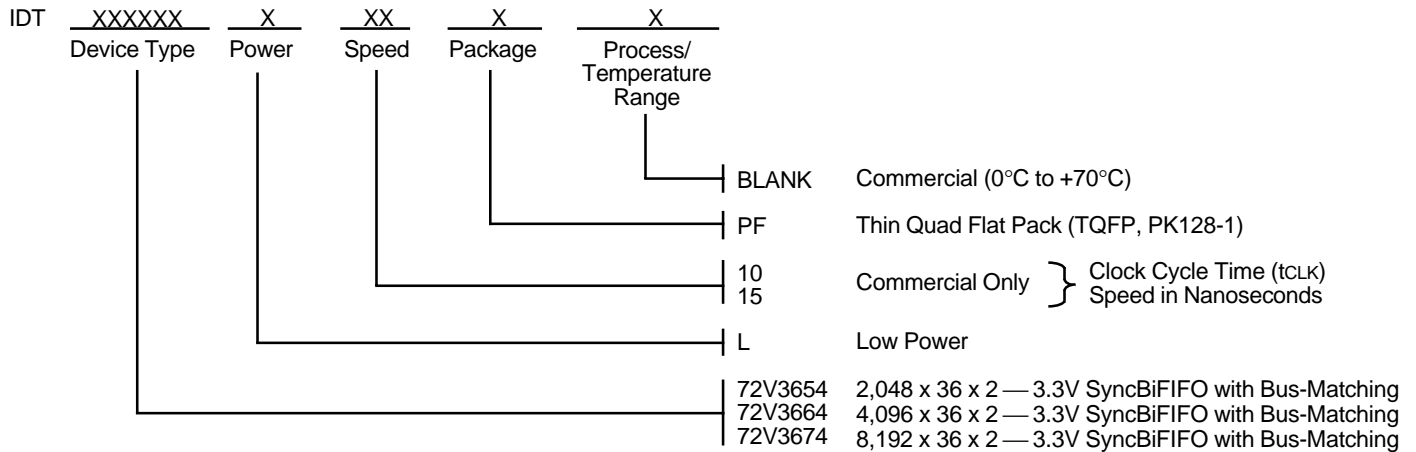 IDT XXXXXX X XX X X
Device Type Power Speed Package Process/
Temperature
Range
BLANK Commercial (0°C to +70°C)
PF Thin Quad Flat Pack (TQFP, PK128-1)
10
15
Commercial Only } Clock Cycle Time (tCLK)
Speed in Nanoseconds
L Low Power
72V3654 2,048 x 36 x 2 — 3.3V SyncBiFIFO with Bus-Matching
72V3664 4,096 x 36 x 2 — 3.3V SyncBiFIFO with Bus-Matching
72V3674 8,192 x 36 x 2 — 3.3V SyncBiFIFO with Bus-Matching